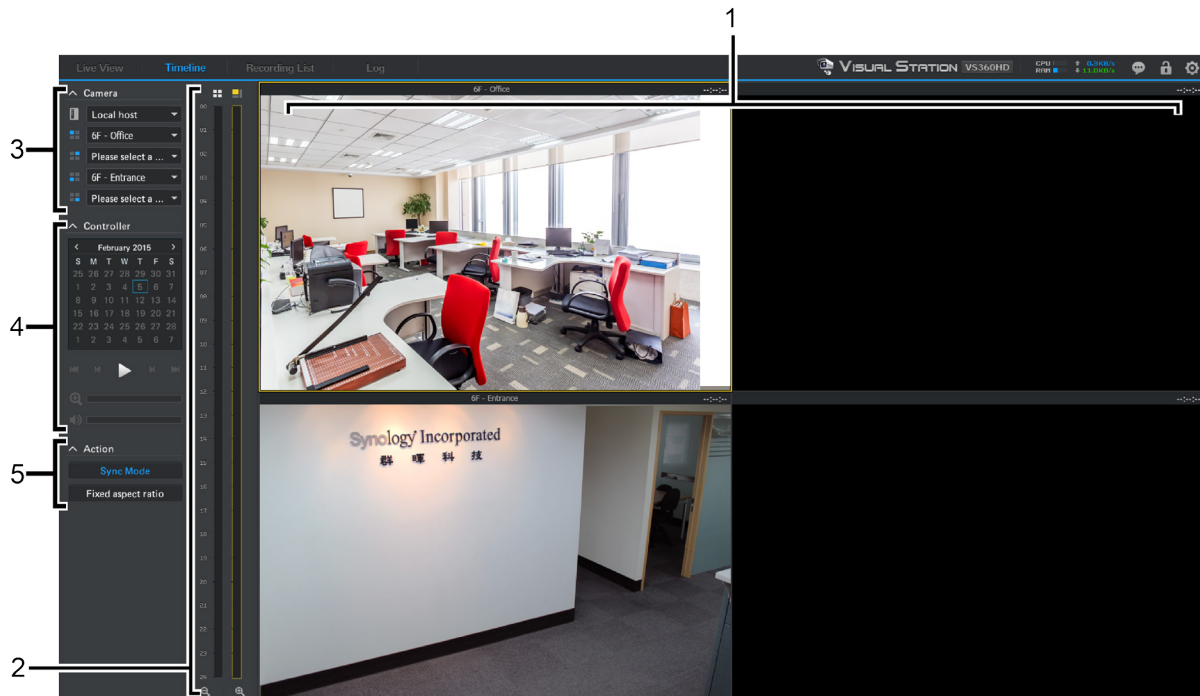 1
Live View Timeline Recording List Log
VISUAL STATION VS360HD
CPU 0.3KB/s
RAM 11.0KB/s
3
Camera
Local host
6F - Office
Please select a ...
6F - Entrance
Please select a ...
4
Controller
February 2015
S M T W T F S
25 26 27 28 29 30 31
1 2 3 4 5 6 7
8 9 10 11 12 13 14
15 16 17 18 19 20 21
22 23 24 25 26 27 28
1 2 3 4 5 6 7
5
Action
Sync Mode
Fixed aspect ratio
2
00
01
02
03
04
05
06
07
08
09
10
11
12
13
14
15
16
17
18
19
20
21
22
23
24
6F - Office --:--:--
--:--:--
6F - Entrance --:--:--
--:--:--
Synology Incorporated
群暉科技